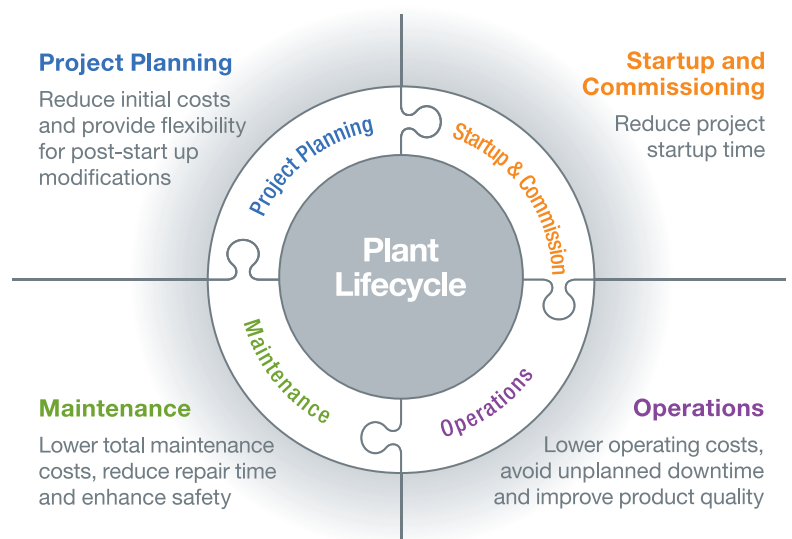 Project Planning
Reduce initial costs
and provide flexibility
for post-start up
modifications
Startup and
Commissioning
Reduce project
startup time
Project Planning
Startup & Commission
Plant
Lifecycle
Maintenance
Operations
Maintenance
Lower total maintenance
costs, reduce repair time
and enhance safety
Operations
Lower operating costs,
avoid unplanned downtime
and improve product quality